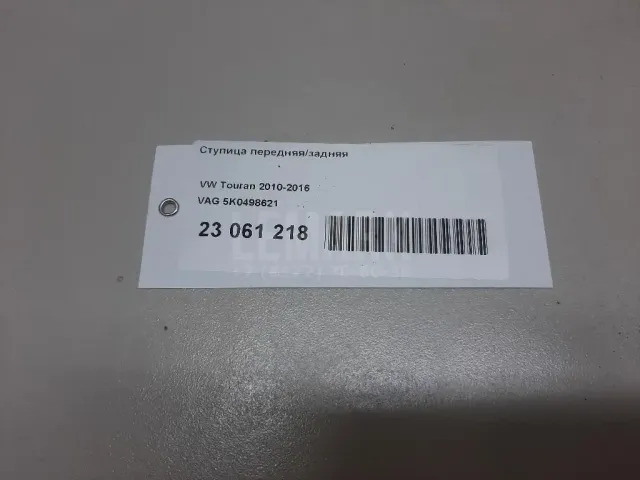 Ступица передняя/задняя
VW Touran 2010-2016
VAG 5K0498621
23 061 218